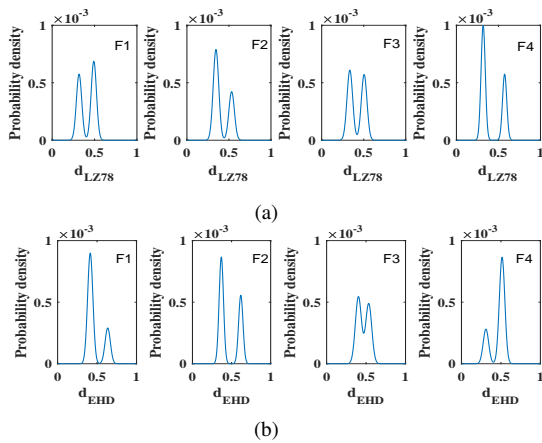 ×10⁻³ ×10⁻³ ×10⁻³ ×10⁻³
Probability density Probability density Probability density Probability density
1 1 1 1
F1 F2 F3 F4
0.5 0.5 0.5 0.5
0 0 0 0
0 0.5 1 0 0.5 1 0 0.5 1 0 0.5 1
d_LZ78 d_LZ78 d_LZ78 d_LZ78
(a)
×10⁻³ ×10⁻³ ×10⁻³ ×10⁻³
Probability density Probability density Probability density Probability density
1 1 1 1
F1 F2 F3 F4
0.5 0.5 0.5 0.5
0 0 0 0
0 0.5 1 0 0.5 1 0 0.5 1 0 0.5 1
d_EHD d_EHD d_EHD d_EHD
(b)